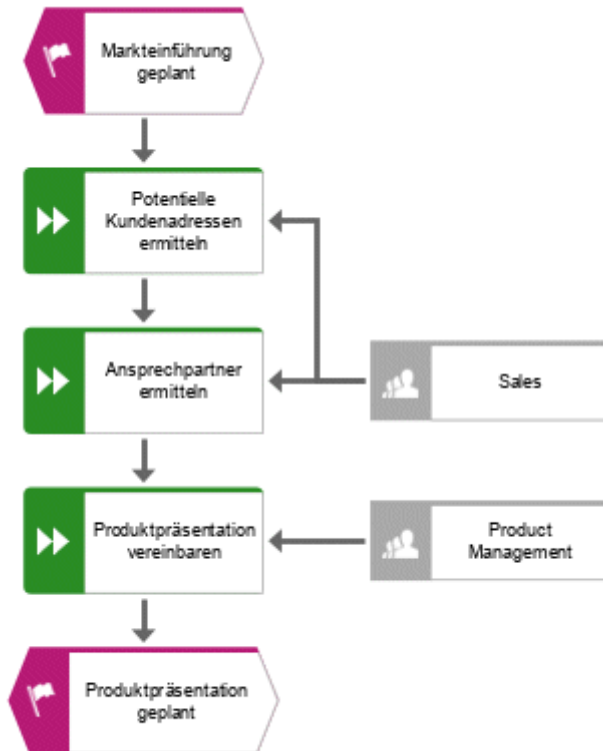 Markteinführung
geplant
Potentielle
Kundenadressen
ermitteln
Ansprechpartner
ermitteln
Sales
Produktpräsentation
vereinbaren
Product
Management
Produktpräsentation
geplant